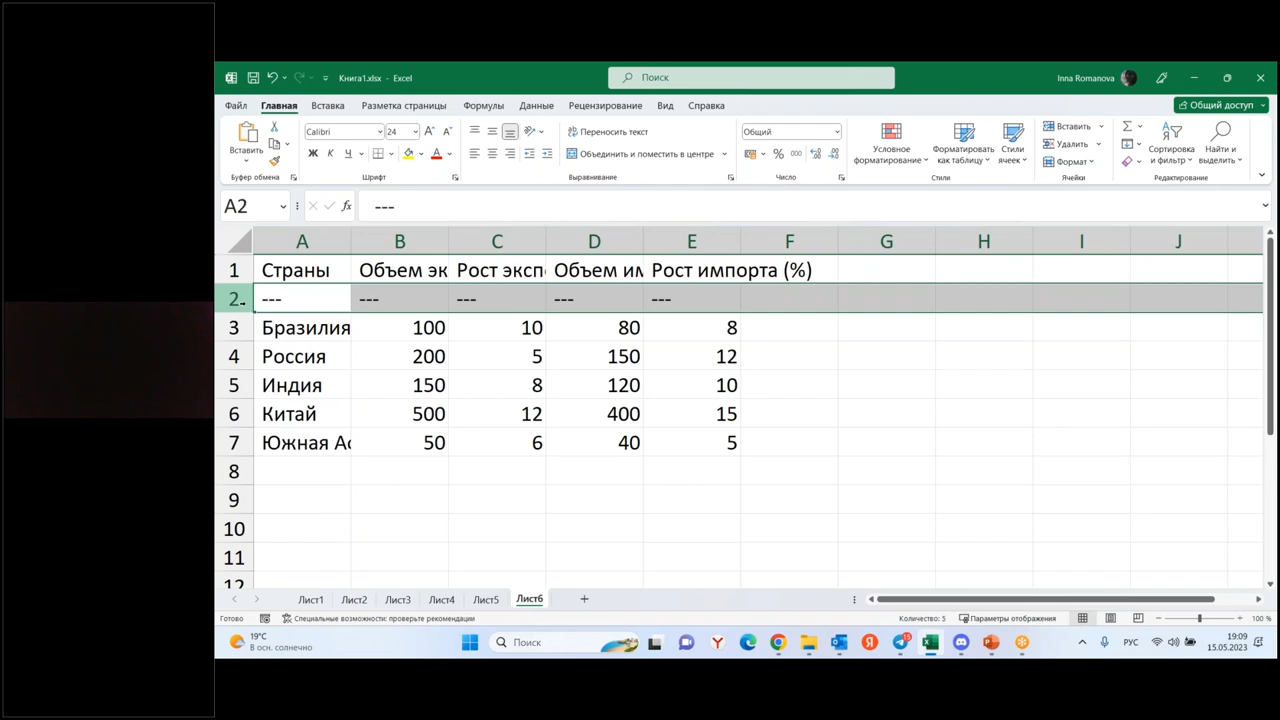 Книга1.xlsx - Excel
Поиск
Inna Romanova
Файл Главная Вставка Разметка страницы Формулы Данные Рецензирование Вид Справка Общий доступ
Вставить
Буфер обмена
Calibri 24
Ж К Ч
Шрифт
Переносить текст
Объединить и поместить в центре
Выравнивание
Общий
% 000
Число
Условное форматирование
Форматировать как таблицу
Стили ячеек
Стили
Вставить
Удалить
Формат
Ячейки
Сортировка и фильтр
Найти и выделить
Редактирование
A2 fx ---
A B C D E F G H I J
1 Страны Объем эк Рост эксп Объем им Рост импорта (%)
2 --- --- --- --- ---
3 Бразилия 100 10 80 8
4 Россия 200 5 150 12
5 Индия 150 8 120 10
6 Китай 500 12 400 15
7 Южная Ас 50 6 40 5
8
9
10
11
12
Лист1 Лист2 Лист3 Лист4 Лист5 Лист6
Готово Специальные возможности: проверьте рекомендации Количество: 5 Параметры отображения 100 %
19°C
В осн. солнечно
Поиск
РУС
19:09
15.05.2023